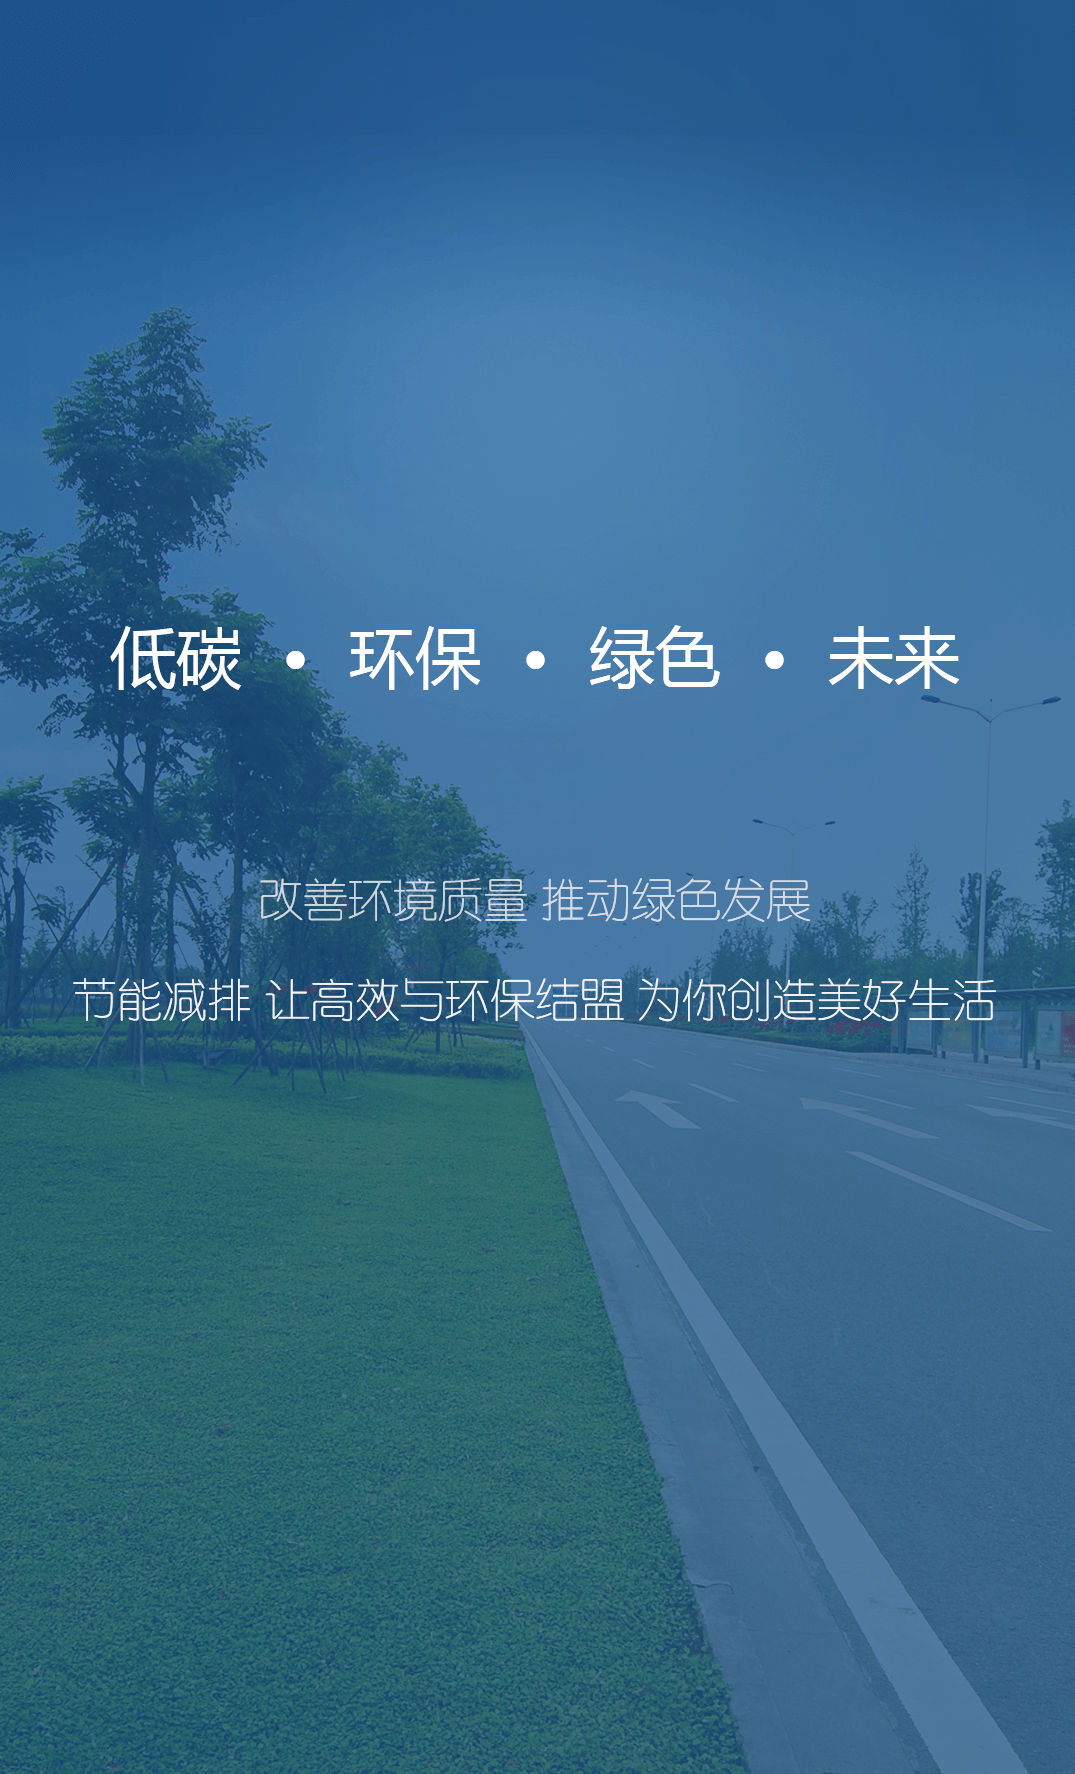 低碳 • 环保 • 绿色 • 未来
改善环境质量 推动绿色发展
节能减排 让高效与环保结盟 为你创造美好生活